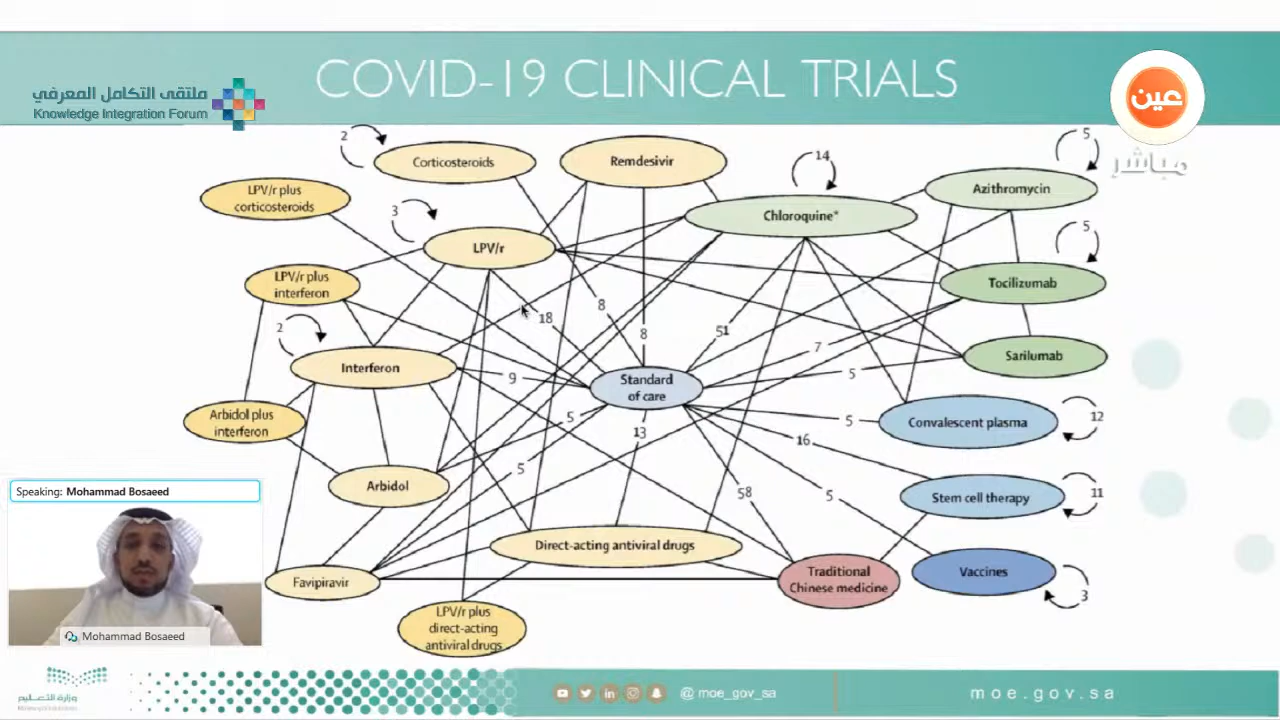 COVID-19 CLINICAL TRIALS
ملتقى التكامل المعرفي
Knowledge Integration Forum
عين
مباشر
2
Corticosteroids
Remdesivir
14
5
Azithromycin
LPV/r plus
corticosteroids
3
LPV/r
Chloroquine*
5
Tocilizumab
LPV/r plus
interferon
18
8
8
51
7
2
Interferon
9
Standard
of care
5
Sarilumab
Arbidol plus
interferon
5
13
5
Convalescent plasma
12
16
5
58
5
Arbidol
Stem cell therapy
11
Direct-acting antiviral drugs
Favipiravir
Traditional
Chinese medicine
Vaccines
3
LPV/r plus
direct-acting
antiviral drugs
Speaking: Mohammad Bosaeed
Mohammad Bosaeed
وزارة التعليم
@moe_gov_sa
moe.gov.sa